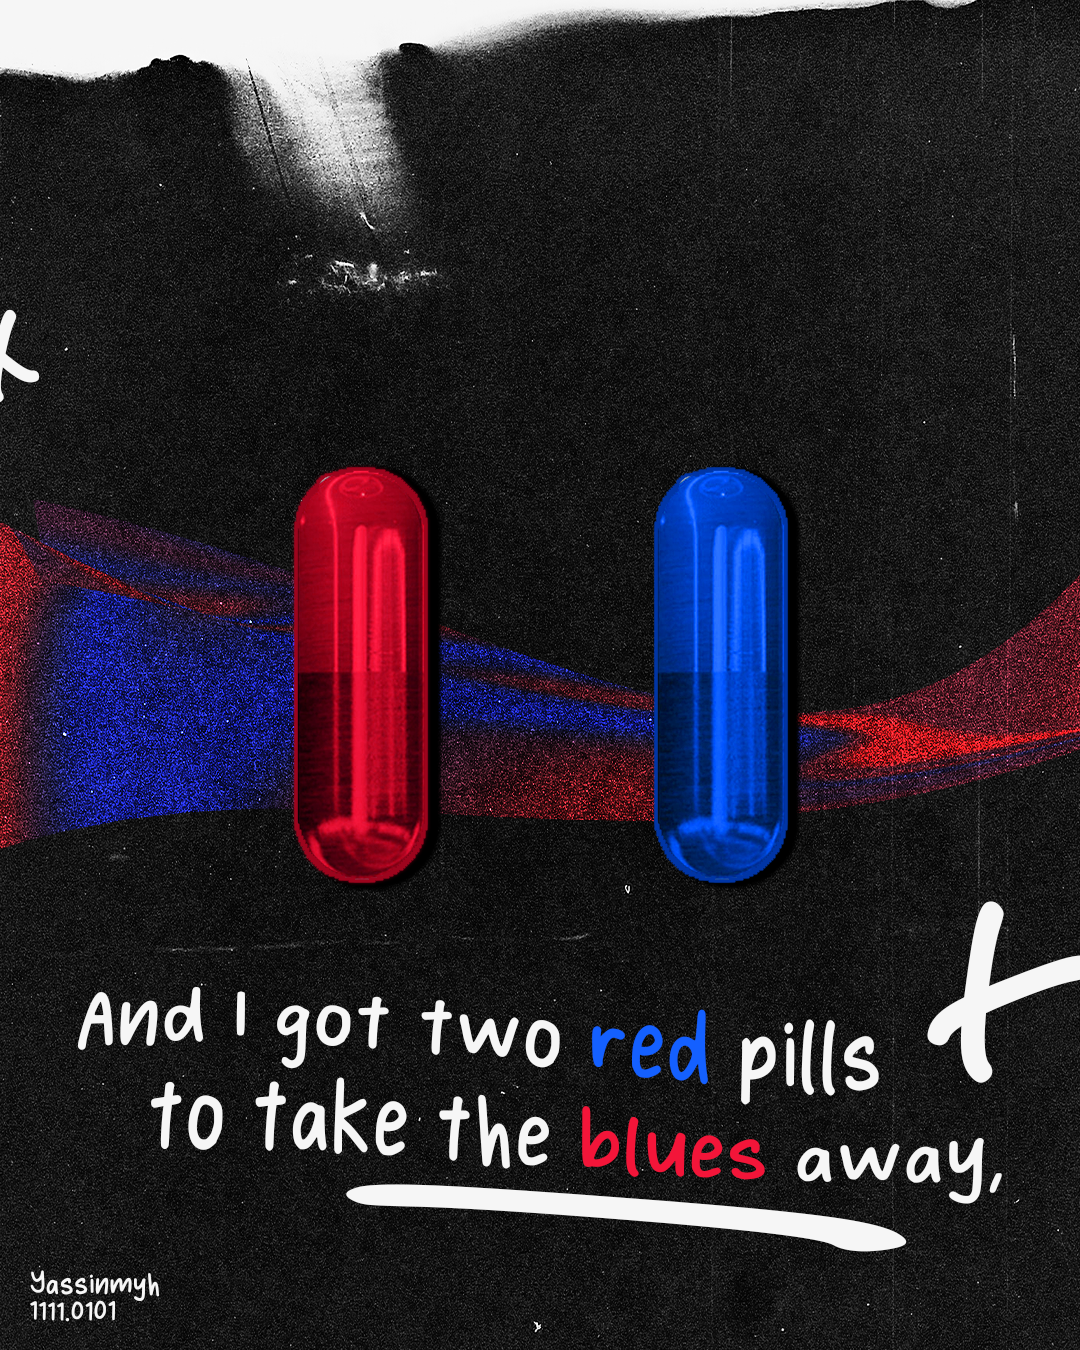 And I got two red pills
to take the blues away,
Yassinmyh
1111.0101